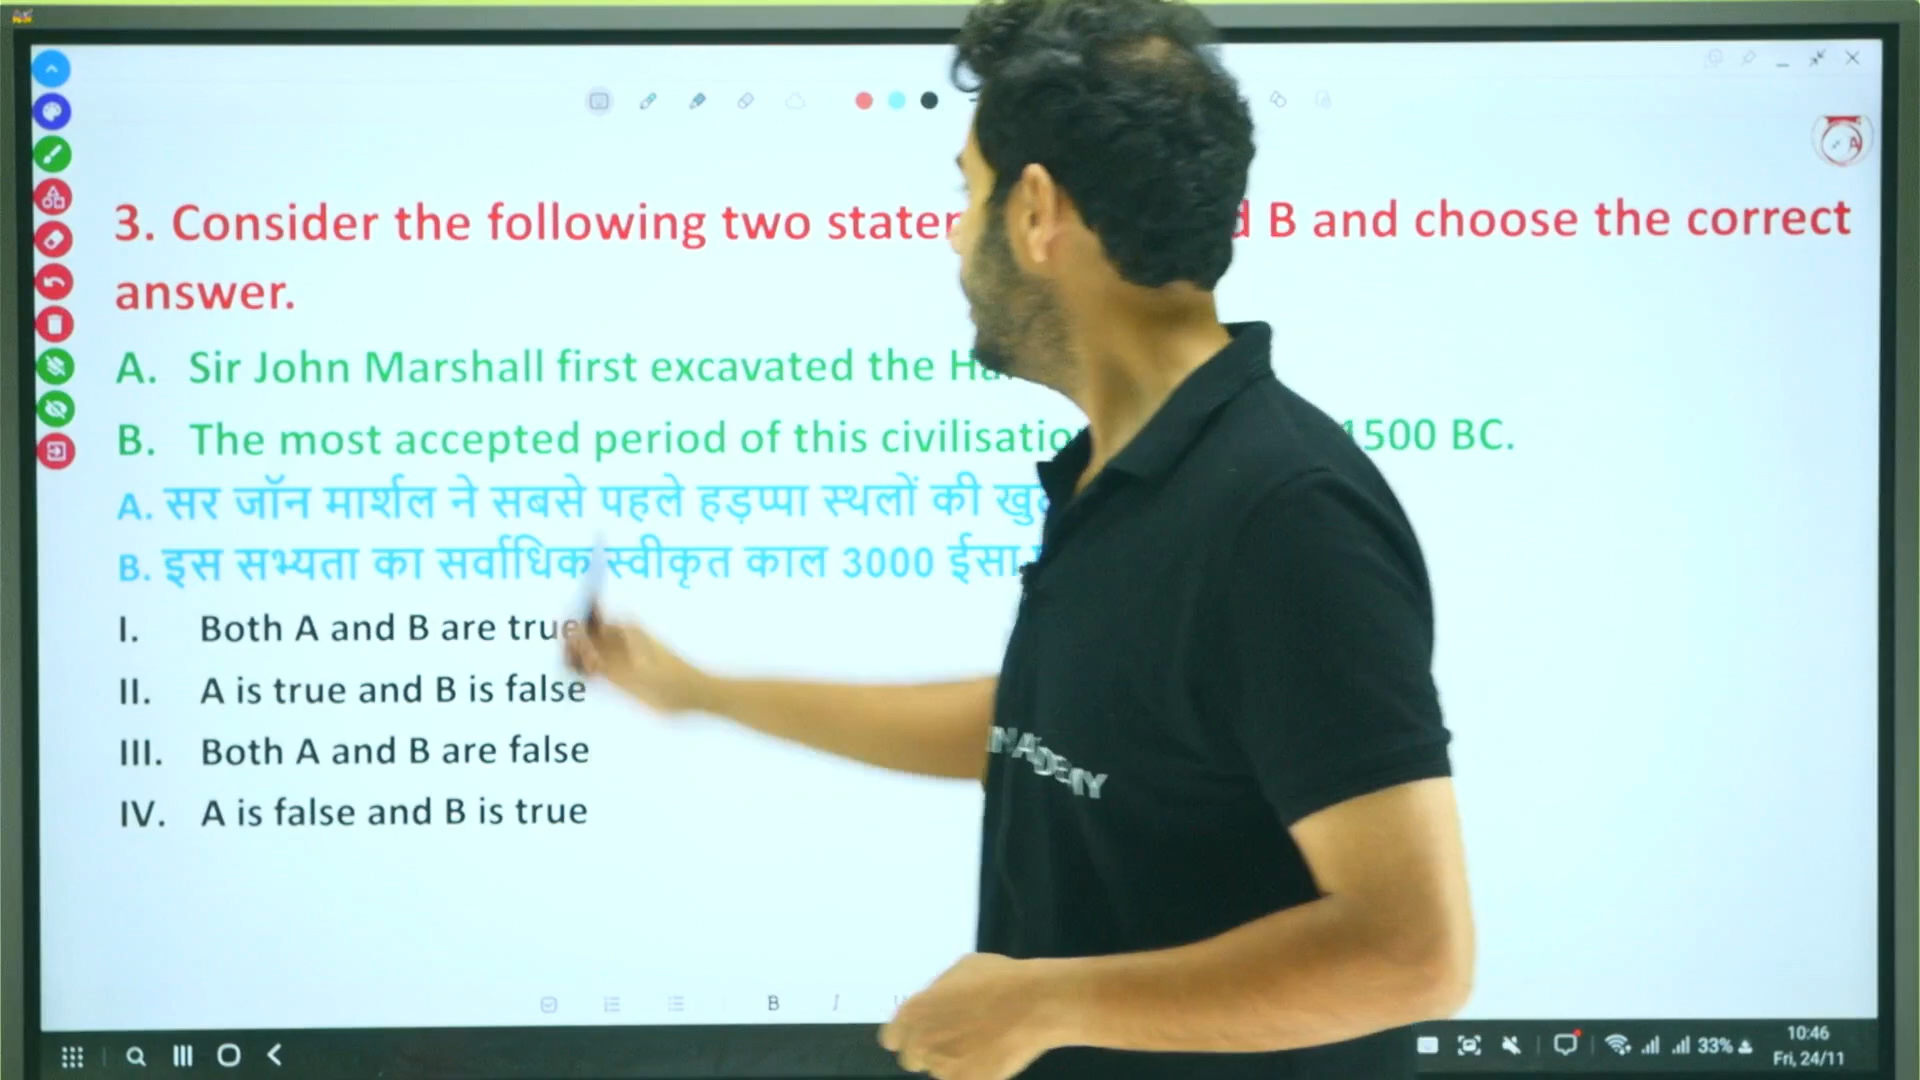 3. Consider the following two B and choose the correct
answer.
A. Sir John Marshall first excavated the
B. The most accepted period of this 1500 BC.
A. सर जॉन मार्शल ने सबसे पहले हड़प्पा स्थलों की
B. इस सभ्यता का सर्वाधिक स्वीकृत काल 3000 ईसा
I. Both A and B are true
II. A is true and B is false
III. Both A and B are false
IV. A is false and B is true
B I
33%
10:46
Fri, 24/11